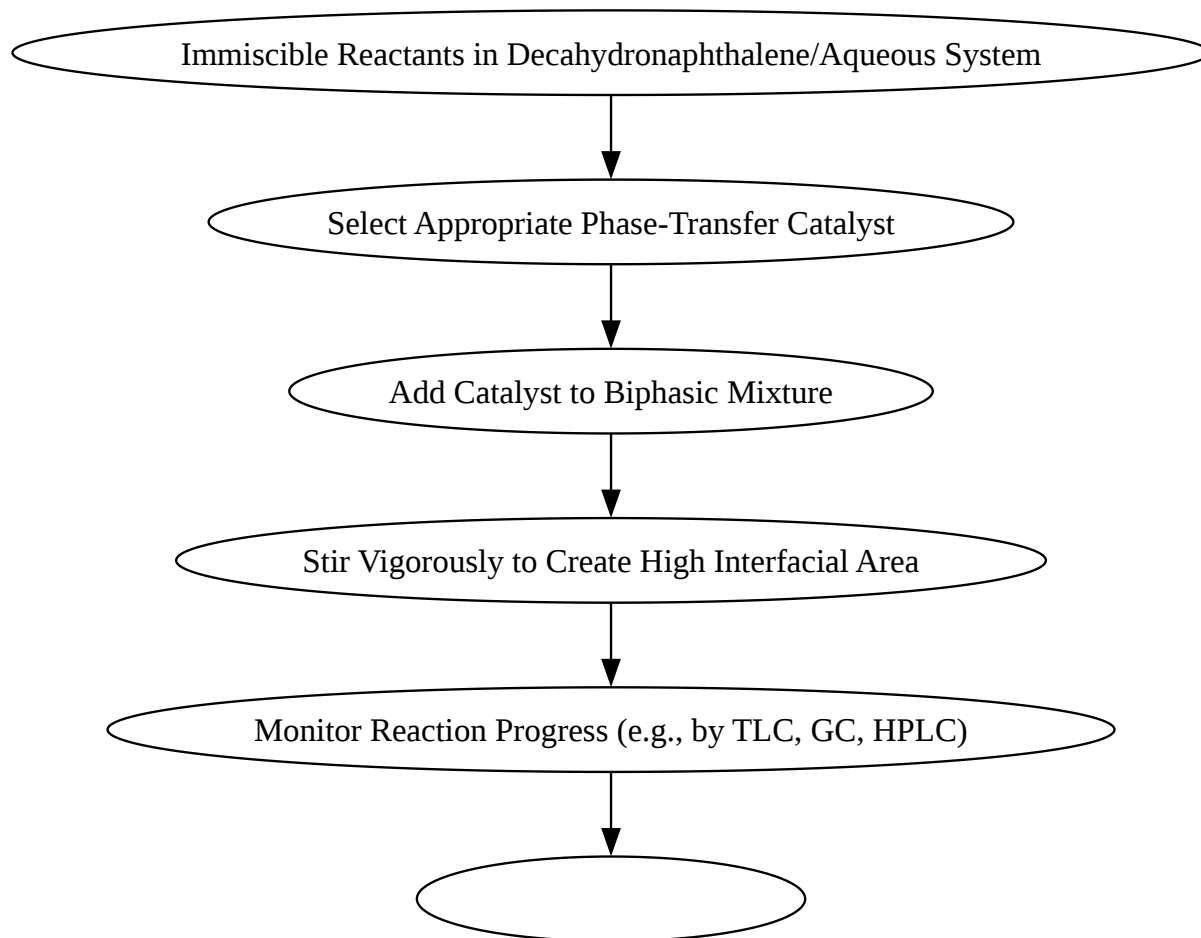 Immiscible Reactants in Decahydronaphthalene/Aqueous System
Select Appropriate Phase-Transfer Catalyst
Add Catalyst to Biphasic Mixture
Stir Vigorously to Create High Interfacial Area
Monitor Reaction Progress (e.g., by TLC, GC, HPLC)